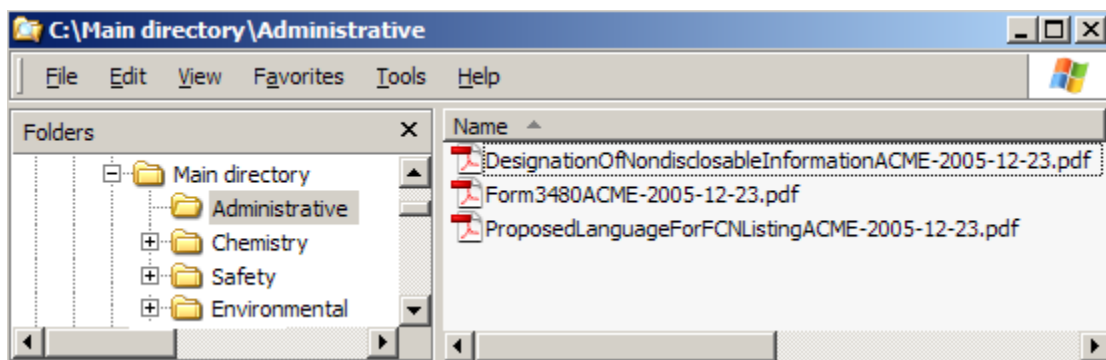 C:\Main directory\Administrative
File Edit View Favorites Tools Help
Folders
Main directory
Administrative
Chemistry
Safety
Environmental
Name
DesignationOfNondisclosableInformationACME-2005-12-23.pdf
Form3480ACME-2005-12-23.pdf
ProposedLanguageForFCNListingACME-2005-12-23.pdf